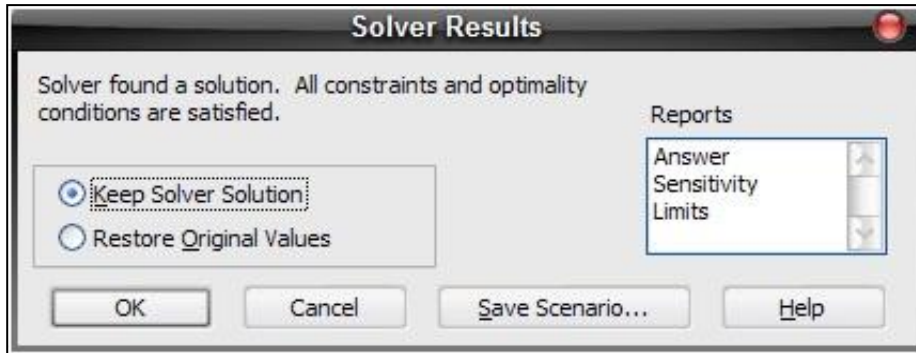 Solver Results
Solver found a solution.  All constraints and optimality
conditions are satisfied.
Reports
Answer
Sensitivity
Limits
Keep Solver Solution
Restore Original Values
OK
Cancel
Save Scenario...
Help